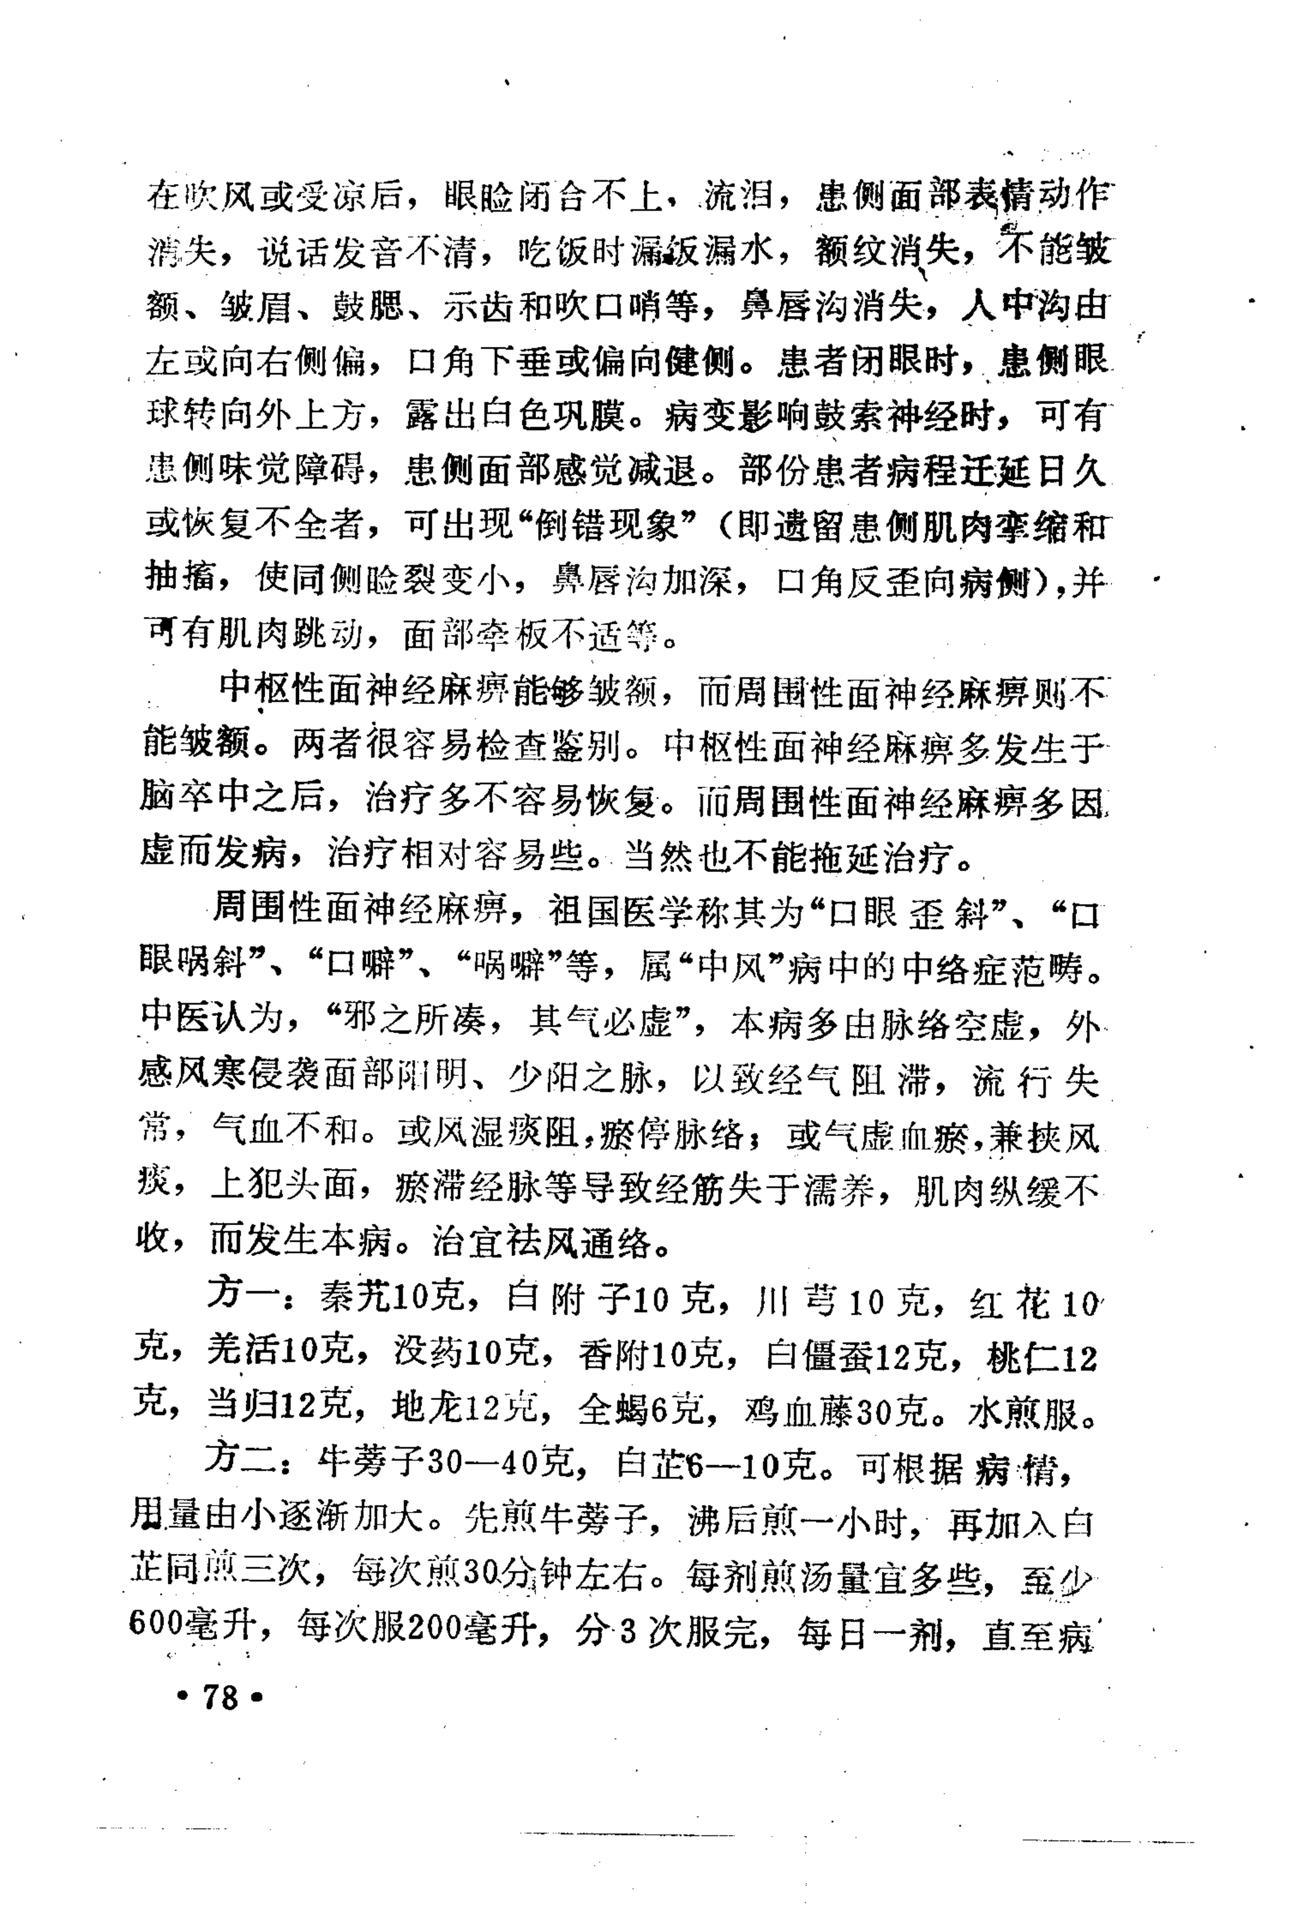 在吹风或受凉后，眼睑闭合不上，流泪，患侧面部表情动作
消失，说话发音不清，吃饭时漏饭漏水，额纹消失，不能皱
额、皱眉、鼓腮、示齿和吹口哨等，鼻唇沟消失，人中沟由
左或向右侧偏，口角下垂或偏向健侧。患者闭眼时，患侧眼
球转向外上方，露出白色巩膜。病变影响鼓索神经时，可有
患侧味觉障碍，患侧面部感觉减退。部份患者病程迁延日久
或恢复不全者，可出现“倒错现象”（即遗留患侧肌肉挛缩和
抽搐，使同侧睑裂变小，鼻唇沟加深，口角反歪向病侧），并
可有肌肉跳动，面部牵板不适等。
中枢性面神经麻痹能够皱额，而周围性面神经麻痹则不
能皱额。两者很容易检查鉴别。中枢性面神经麻痹多发生于
脑卒中之后，治疗多不容易恢复。而周围性面神经麻痹多因
虚而发病，治疗相对容易些。当然也不能拖延治疗。
周围性面神经麻痹，祖国医学称其为“口眼歪斜”、“口
眼㖞斜”、“口噼”、“㖞噼”等，属“中风”病中的中络症范畴。
中医认为，“邪之所凑，其气必虚”，本病多由脉络空虚，外
感风寒侵袭面部阳明、少阳之脉，以致经气阻滞，流行失
常，气血不和。或风湿痰阻，瘀停脉络；或气虚血瘀，兼挟风
痰，上犯头面，瘀滞经脉等导致经筋失于濡养，肌肉纵缓不
收，而发生本病。治宜祛风通络。
方一：秦艽10克，白附子10克，川芎10克，红花10
克，羌活10克，没药10克，香附10克，白僵蚕12克，桃仁12
克，当归12克，地龙12克，全蝎6克，鸡血藤30克。水煎服。
方二：牛蒡子30—40克，白芷6—10克。可根据病情，
用量由小逐渐加大。先煎牛蒡子，沸后煎一小时，再加入白
芷同煎三次，每次煎30分钟左右。每剂煎汤量宜多些，至少
600毫升，每次服200毫升，分3次服完，每日一剂，直至病
•78•